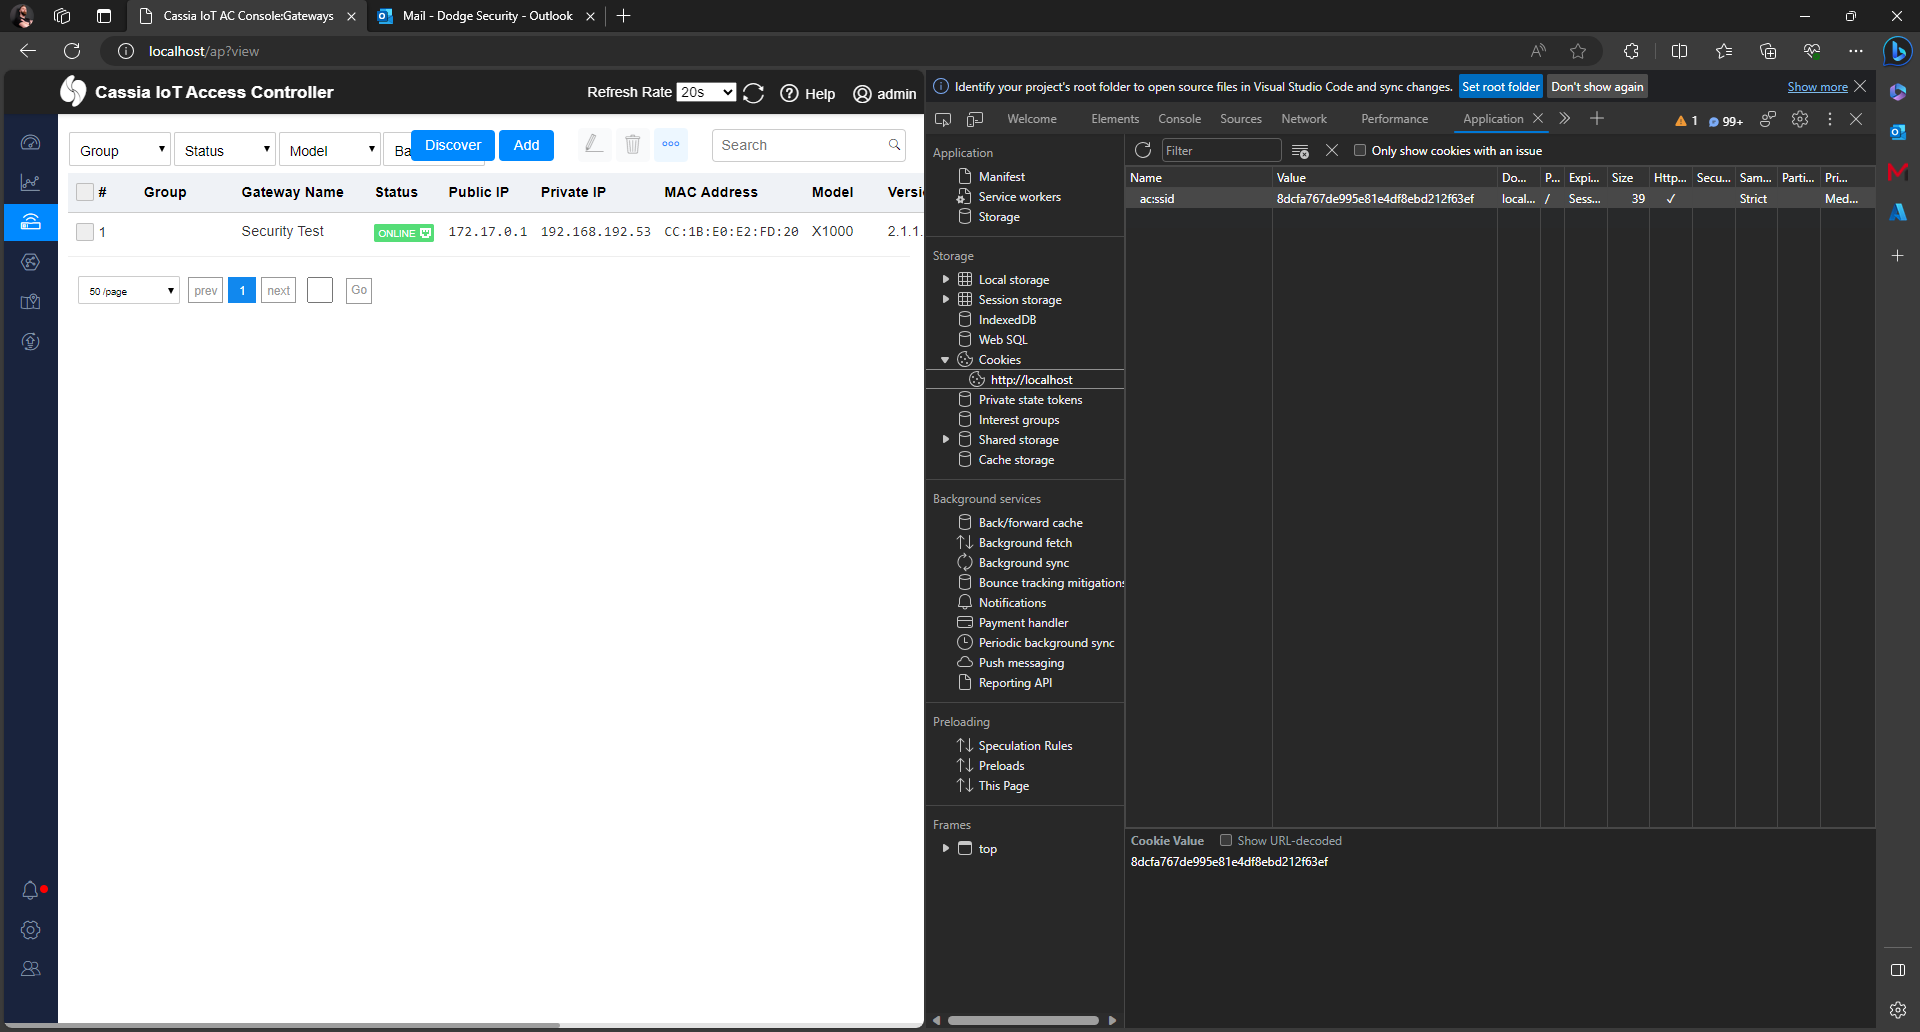 Cassia IoT AC Console:Gateways
Mail - Dodge Security - Outlook
localhost/ap?view
Cassia IoT Access Controller
Refresh Rate 20s Help admin
Group Status Model Ba Discover Add Search
# Group Gateway Name Status Public IP Private IP MAC Address Model Versi
1 Security Test ONLINE 172.17.0.1 192.168.192.53 CC:1B:E0:E2:FD:20 X1000 2.1.1.
50 /page prev 1 next Go
Identify your project's root folder to open source files in Visual Studio Code and sync changes. Set root folder Don't show again Show more
Welcome Elements Console Sources Network Performance Application 1 99+
Application
Manifest
Service workers
Storage
Storage
Local storage
Session storage
IndexedDB
Web SQL
Cookies
http://localhost
Private state tokens
Interest groups
Shared storage
Cache storage
Background services
Back/forward cache
Background fetch
Background sync
Bounce tracking mitigations
Notifications
Payment handler
Periodic background sync
Push messaging
Reporting API
Preloading
Speculation Rules
Preloads
This Page
Frames
top
Filter Only show cookies with an issue
Name Value Do... P... Expi... Size Http... Secu... Sam... Parti... Pri...
ac:ssid 8dcfa767de995e81e4df8ebd212f63ef local... / Sess... 39 ✓ Strict Med...
Cookie Value Show URL-decoded
8dcfa767de995e81e4df8ebd212f63ef